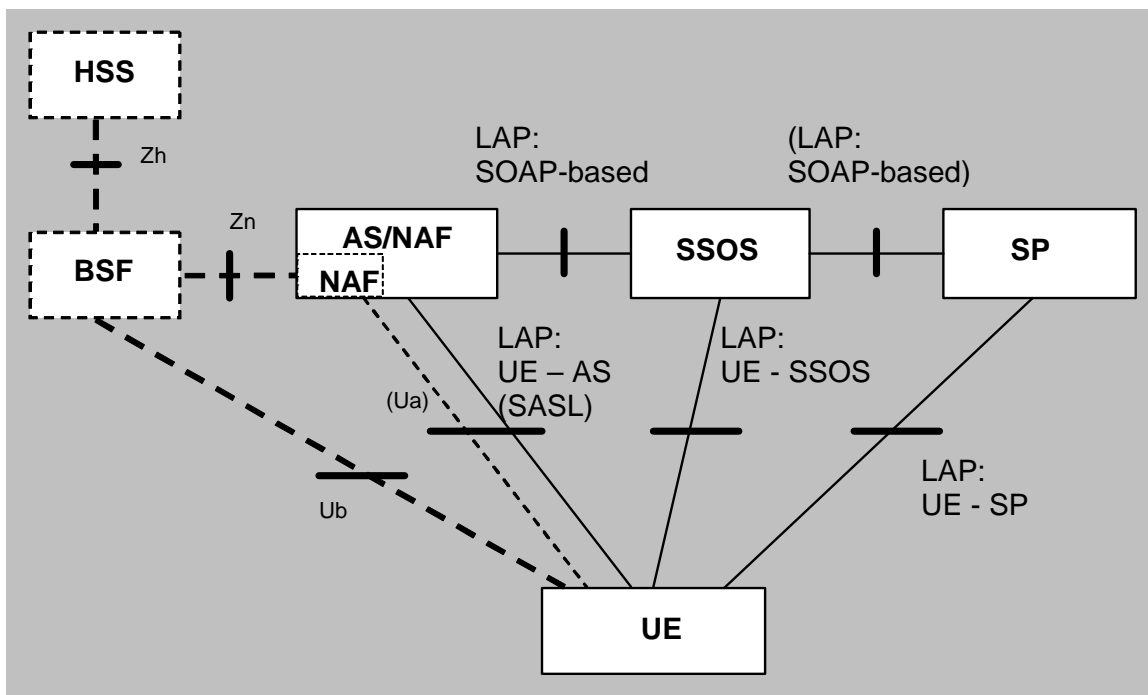 HSS
Zh
LAP:
SOAP-based
(LAP:
SOAP-based)
Zn
BSF
AS/NAF
NAF
SSOS
SP
LAP:
UE – AS
(SASL)
LAP:
UE - SSOS
(Ua)
Ub
LAP:
UE - SP
UE